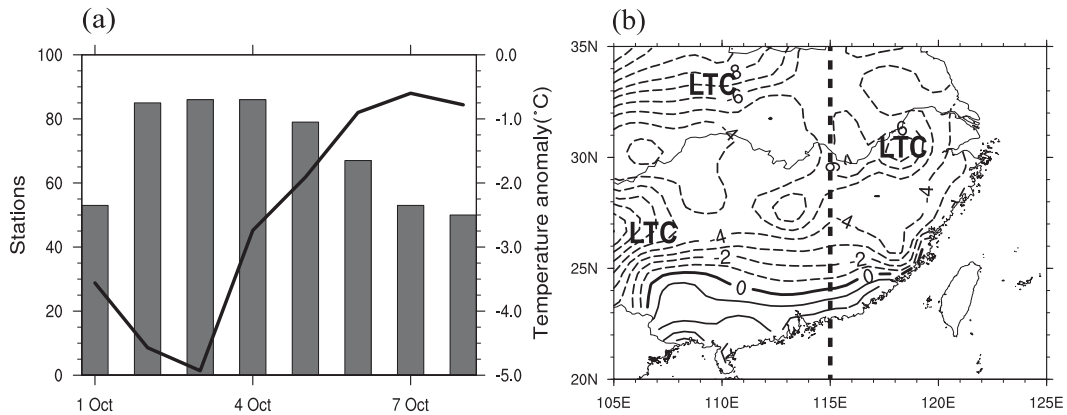 (a)
(b)
100
80
60
40
20
0
Stations
0.0
-1.0
-2.0
-3.0
-4.0
-5.0
Temperature anomaly(°C)
1 Oct
4 Oct
7 Oct
35N
30N
25N
20N
105E
110E
115E
120E
125E
LTC
LTC
LTC
-8
-6
-4
-6
-4
-4
-4
-2
-4
-2
0
0